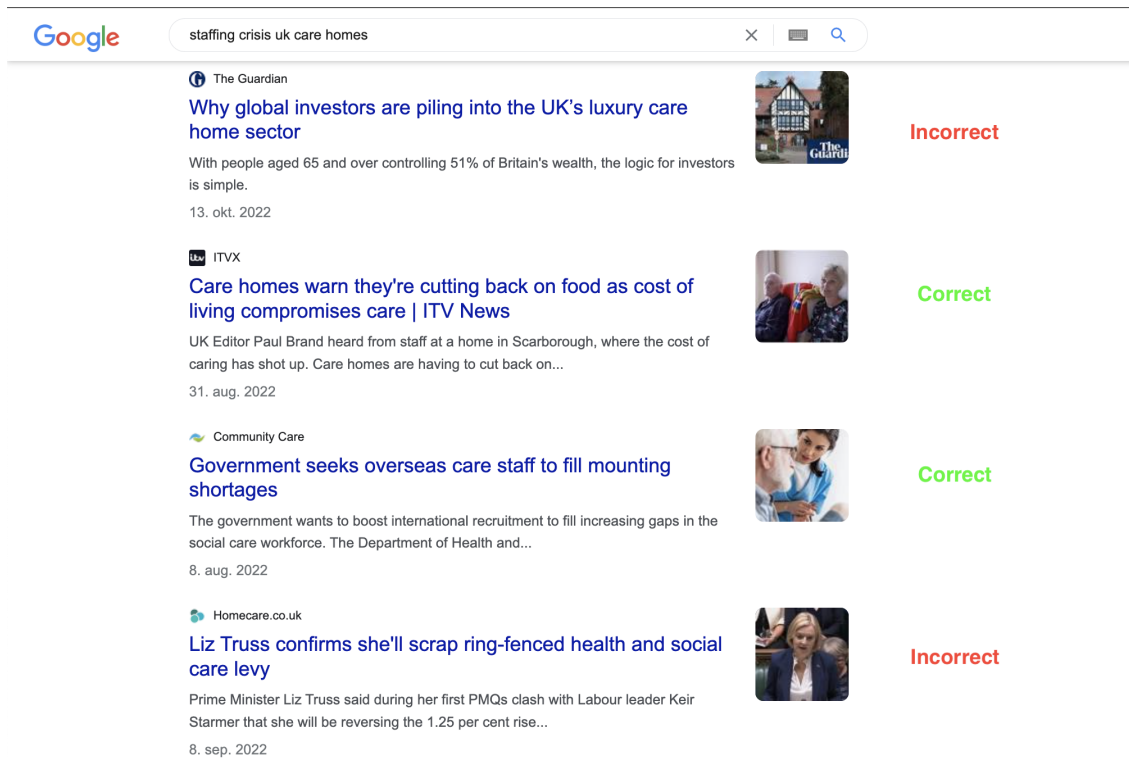 Google
staffing crisis uk care homes
The Guardian
Why global investors are piling into the UK's luxury care
home sector
With people aged 65 and over controlling 51% of Britain's wealth, the logic for investors
is simple.
13. okt. 2022
The
Guardi
Incorrect
itv ITVX
Care homes warn they're cutting back on food as cost of
living compromises care | ITV News
UK Editor Paul Brand heard from staff at a home in Scarborough, where the cost of
caring has shot up. Care homes are having to cut back on...
31. aug. 2022
Correct
Community Care
Government seeks overseas care staff to fill mounting
shortages
The government wants to boost international recruitment to fill increasing gaps in the
social care workforce. The Department of Health and...
8. aug. 2022
Correct
Homecare.co.uk
Liz Truss confirms she'll scrap ring-fenced health and social
care levy
Prime Minister Liz Truss said during her first PMQs clash with Labour leader Keir
Starmer that she will be reversing the 1.25 per cent rise...
8. sep. 2022
Incorrect